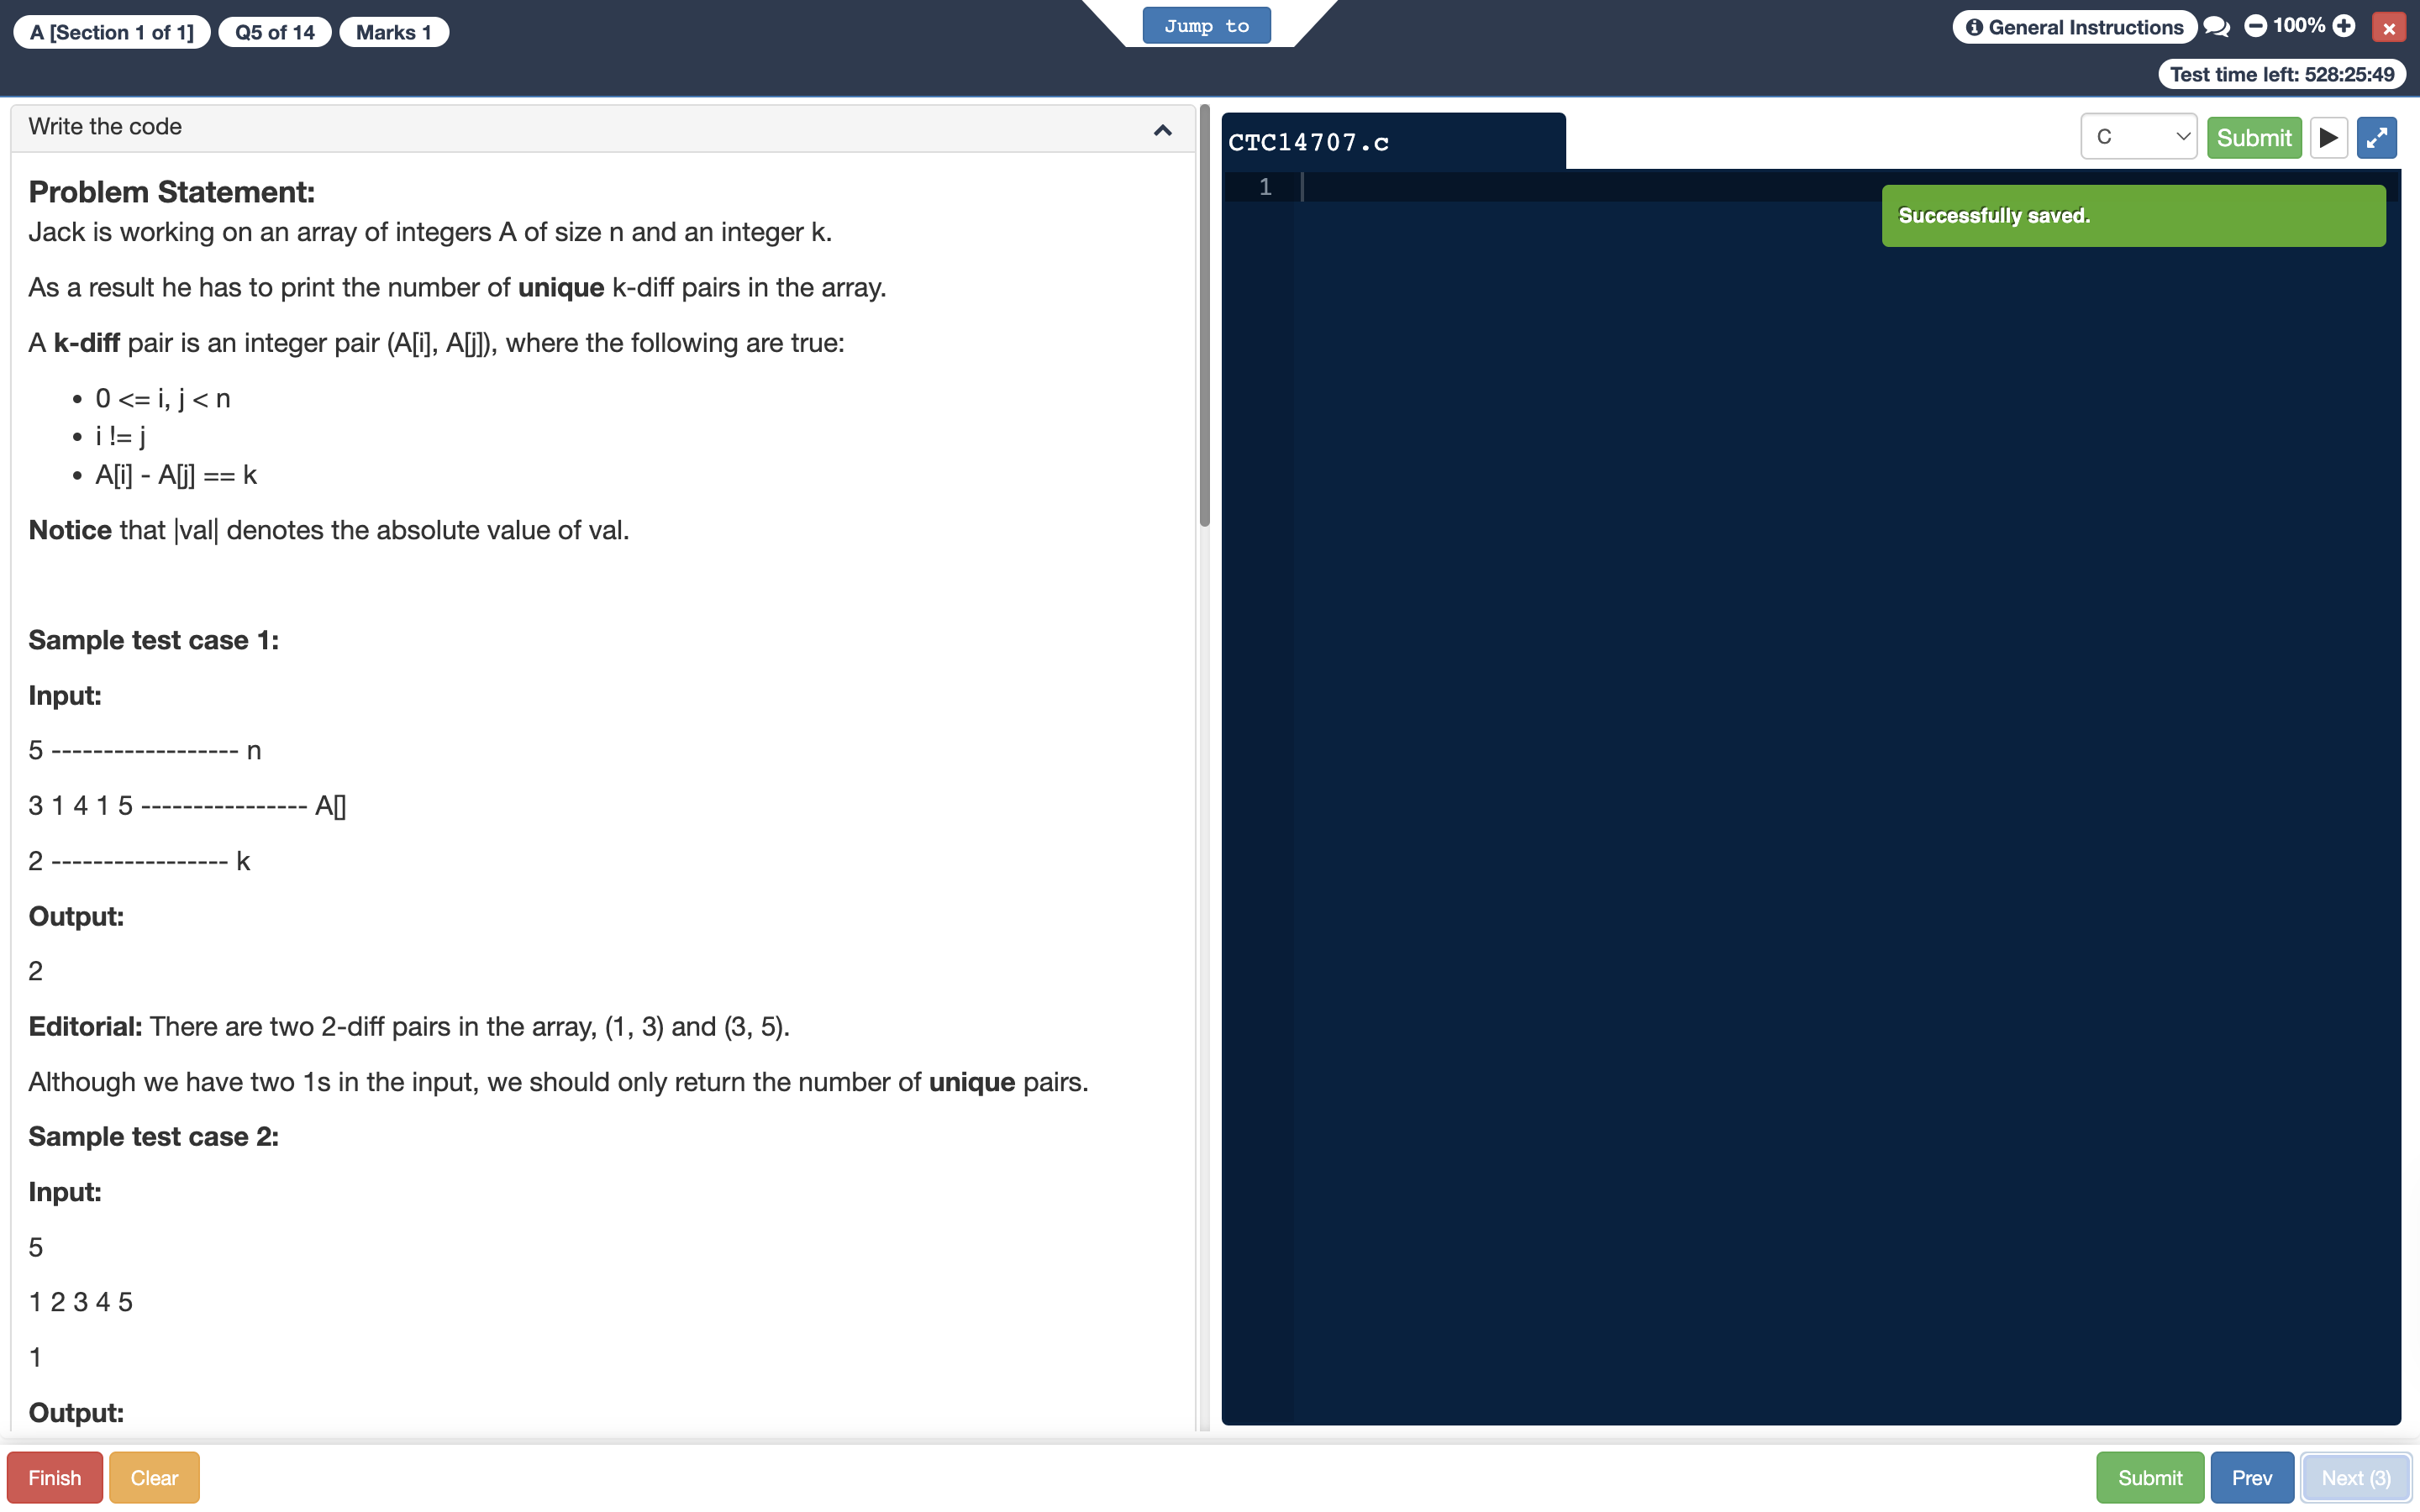 A [Section 1 of 1] Q5 of 14 Marks 1
Jump to
General Instructions 100%
Test time left: 528:25:49
Write the code
Problem Statement:
Jack is working on an array of integers A of size n and an integer k.
As a result he has to print the number of unique k-diff pairs in the array.
A k-diff pair is an integer pair (A[i], A[j]), where the following are true:
• 0 <= i, j < n
• i != j
• A[i] - A[j] == k
Notice that |val| denotes the absolute value of val.
Sample test case 1:
Input:
5 ------------------ n
3 1 4 1 5 ---------------- A[]
2 ----------------- k
Output:
2
Editorial: There are two 2-diff pairs in the array, (1, 3) and (3, 5).
Although we have two 1s in the input, we should only return the number of unique pairs.
Sample test case 2:
Input:
5
1 2 3 4 5
1
Output:
CTC14707.c
C Submit
1
Successfully saved.
Finish Clear
Submit Prev Next (3)